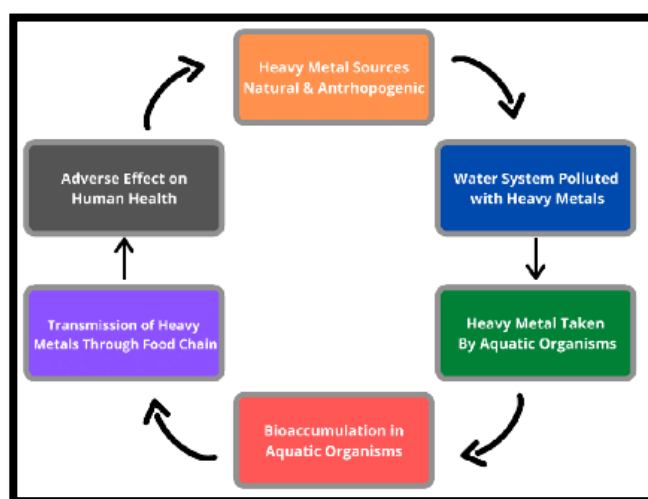 Heavy Metal Sources
Natural & Antrhopogenic
Water System Polluted
with Heavy Metals
Heavy Metal Taken
By Aquatic Organisms
Bioaccumulation in
Aquatic Organisms
Transmission of Heavy
Metals Through Food Chain
Adverse Effect on
Human Health